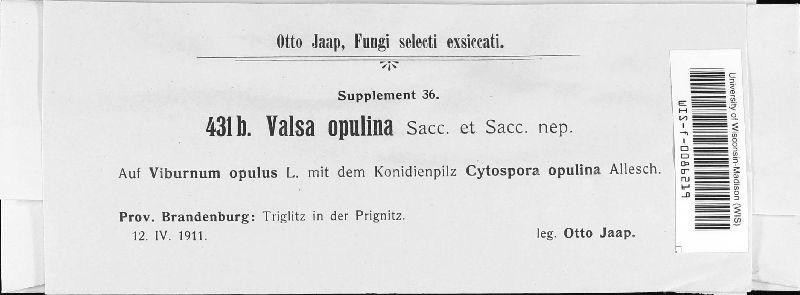 Otto Jaap, Fungi selecti exsiccati.
Supplement 36.
431b. Valsa opulina Sacc. et Sacc. nep.
Auf Viburnum opulus L. mit dem Konidienpilz Cytospora opulina Allesch.
Prov. Brandenburg: Triglitz in der Prignitz.
12. IV. 1911.
leg. Otto Jaap.
University of Wisconsin-Madison (WIS)
WIS-f-0089219